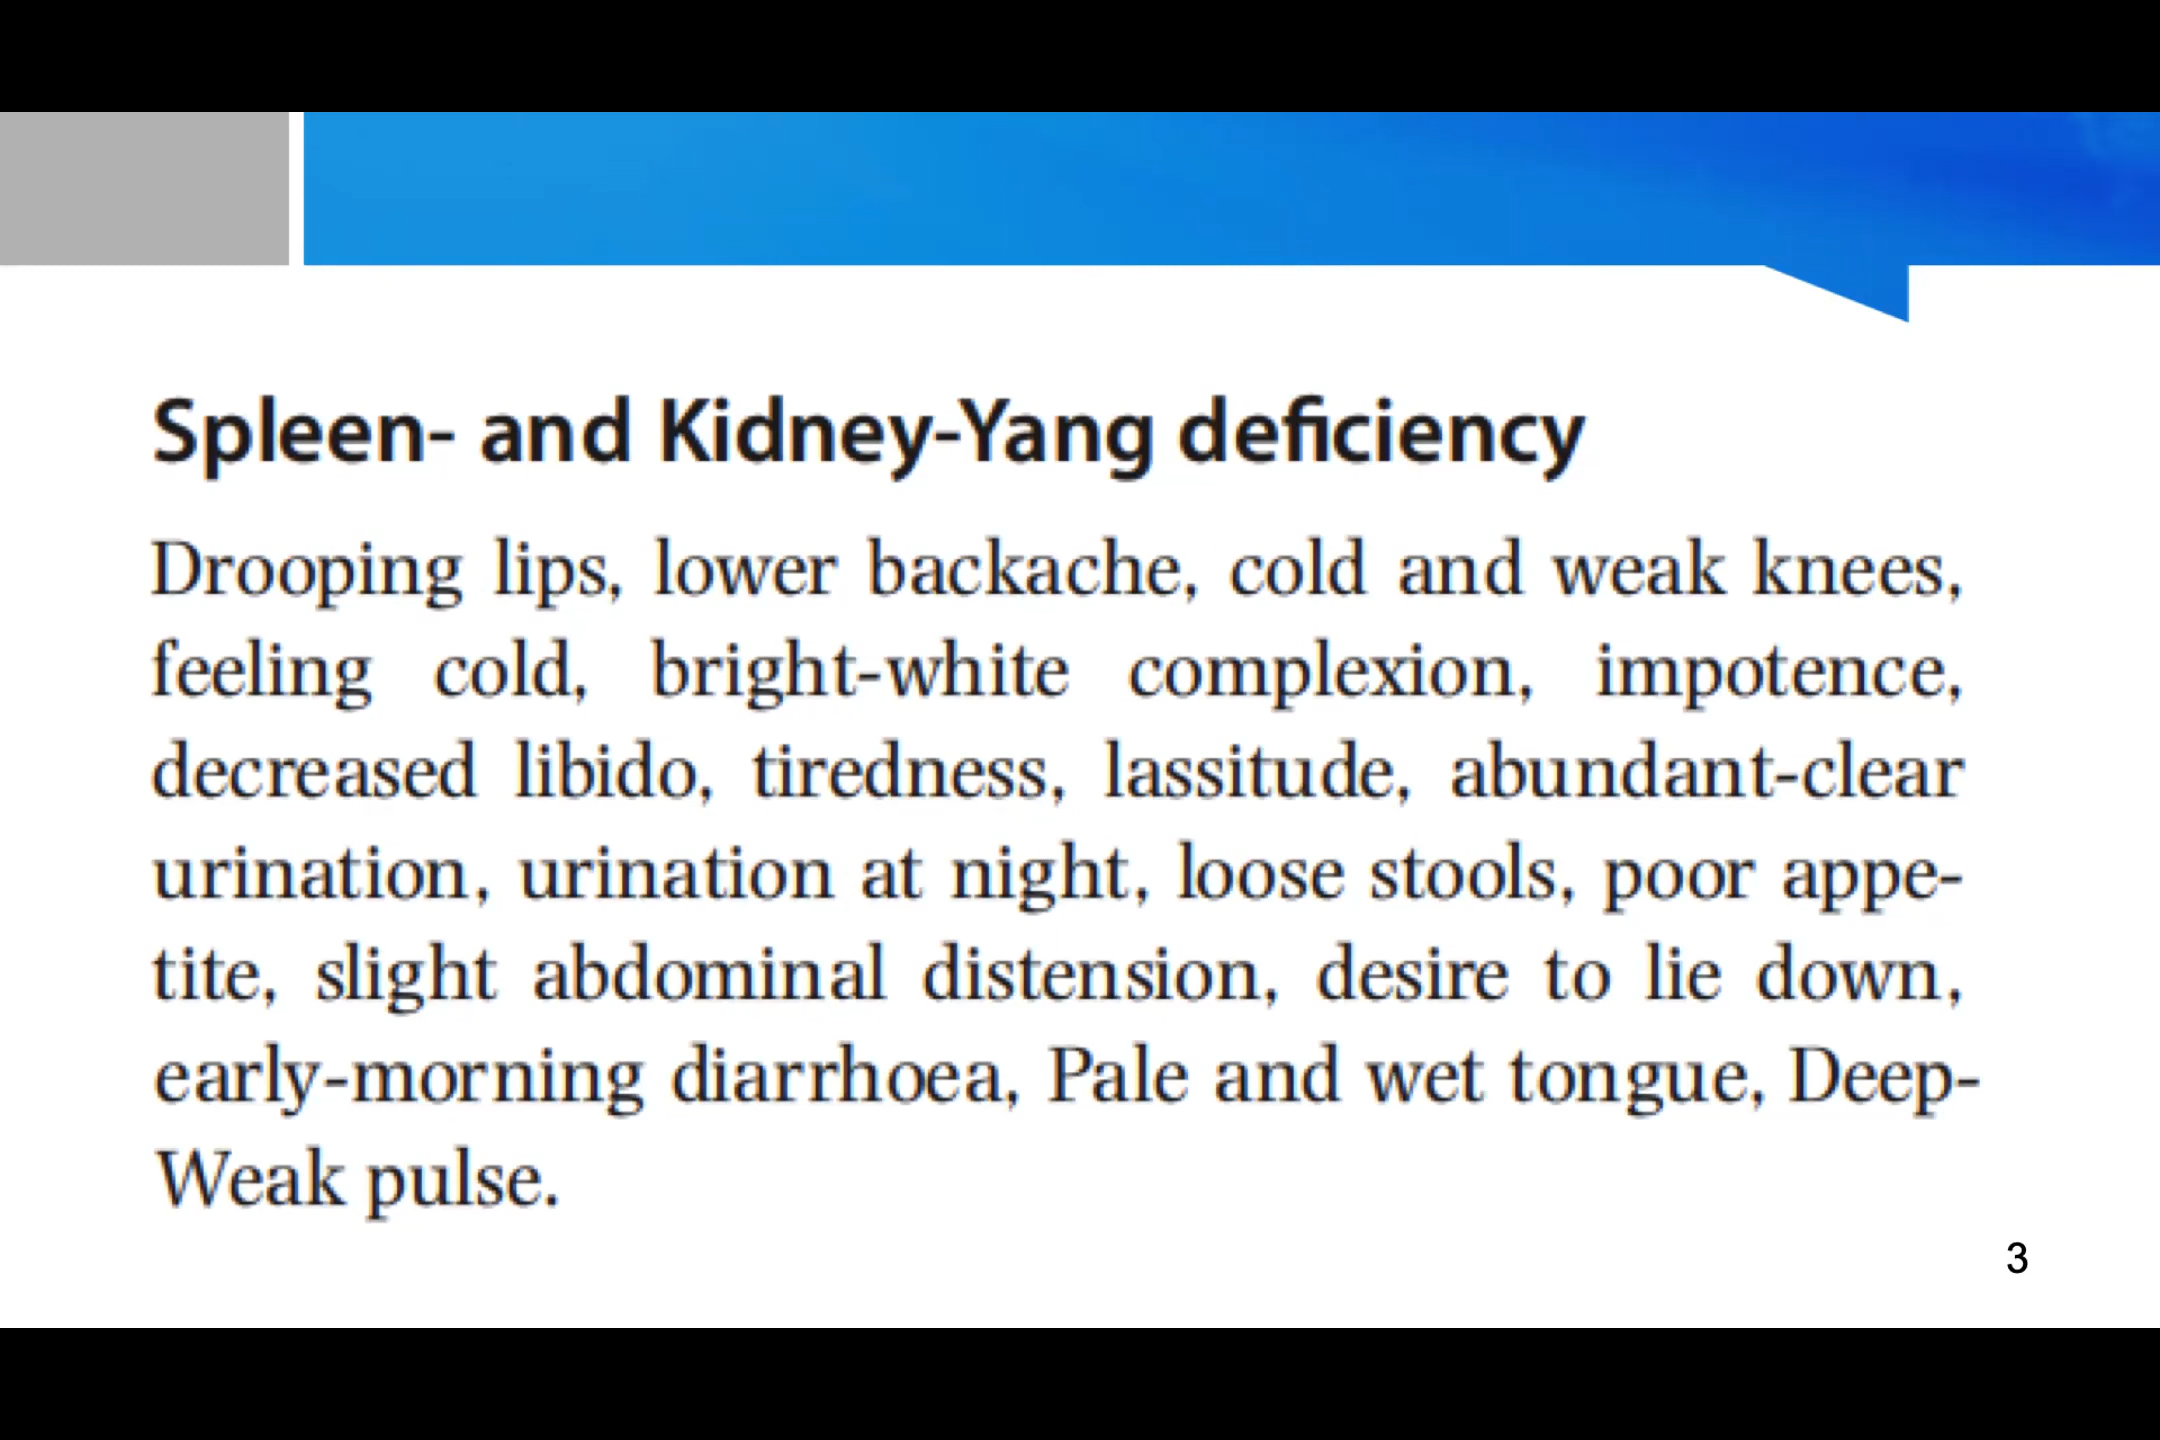 Spleen- and Kidney-Yang deficiency
Drooping lips, lower backache, cold and weak knees,
feeling cold, bright-white complexion, impotence,
decreased libido, tiredness, lassitude, abundant-clear
urination, urination at night, loose stools, poor appe-
tite, slight abdominal distension, desire to lie down,
early-morning diarrhoea, Pale and wet tongue, Deep-
Weak pulse.
3